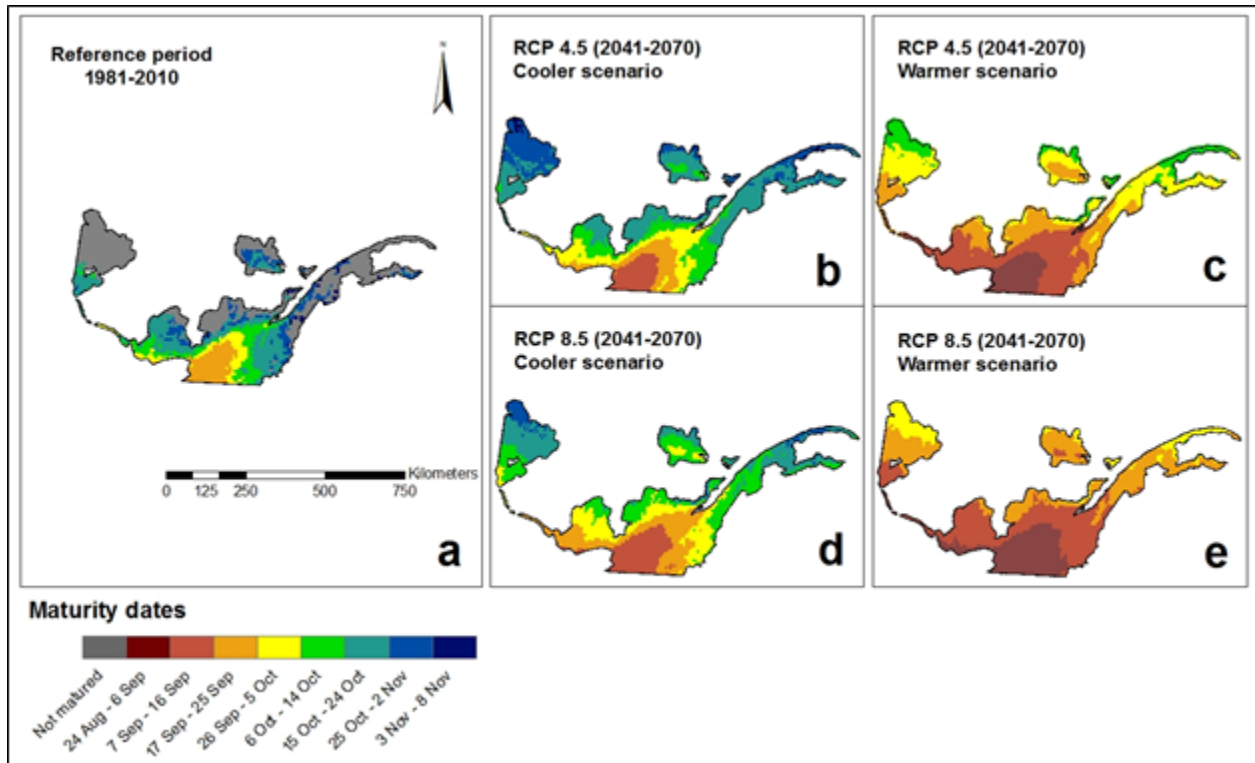 Reference period
1981-2010
N
RCP 4.5 (2041-2070)
Cooler scenario
RCP 4.5 (2041-2070)
Warmer scenario
b
c
RCP 8.5 (2041-2070)
Cooler scenario
RCP 8.5 (2041-2070)
Warmer scenario
Kilometers
0 125 250 500 750
a
d
e
Maturity dates
Not matured
24 Aug - 6 Sep
7 Sep - 16 Sep
17 Sep - 25 Sep
26 Sep - 5 Oct
6 Oct - 14 Oct
15 Oct - 24 Oct
25 Oct - 2 Nov
3 Nov - 8 Nov